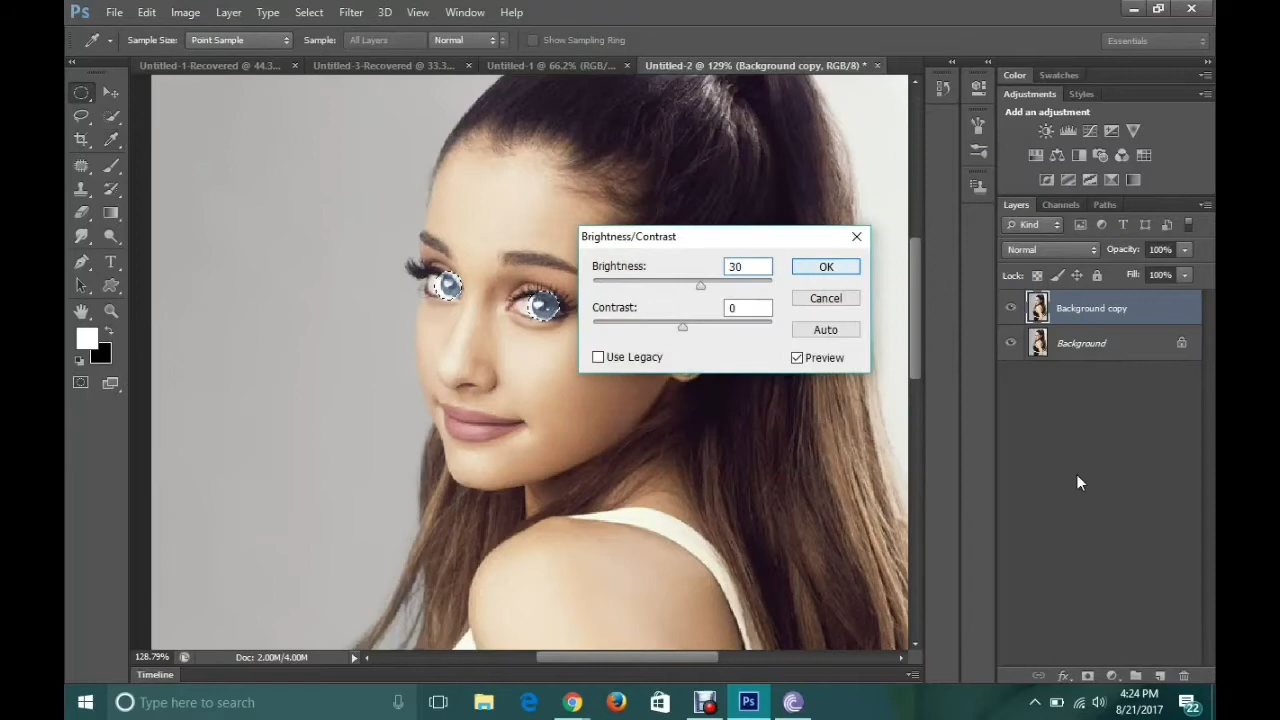 Ps File Edit Image Layer Type Select Filter 3D View Window Help
Sample Size: Point Sample Sample: All Layers Normal Show Sampling Ring Essentials
Untitled-1-Recovered @ 44.3... × Untitled-3-Recovered @ 33.3... × Untitled-1 @ 66.2% (RGB/... × Untitled-2 @ 129% (Background copy, RGB/8) * ×
Color Swatches
Adjustments Styles
Add an adjustment
Layers Channels Paths
Kind
Normal Opacity: 100%
Lock: Fill: 100%
Background copy
Background
Brightness/Contrast
Brightness: 30 OK
Cancel
Contrast: 0
Auto
Use Legacy Preview
128.79% Doc: 2.00M/4.00M
Timeline
Type here to search
4:24 PM
8/21/2017
22